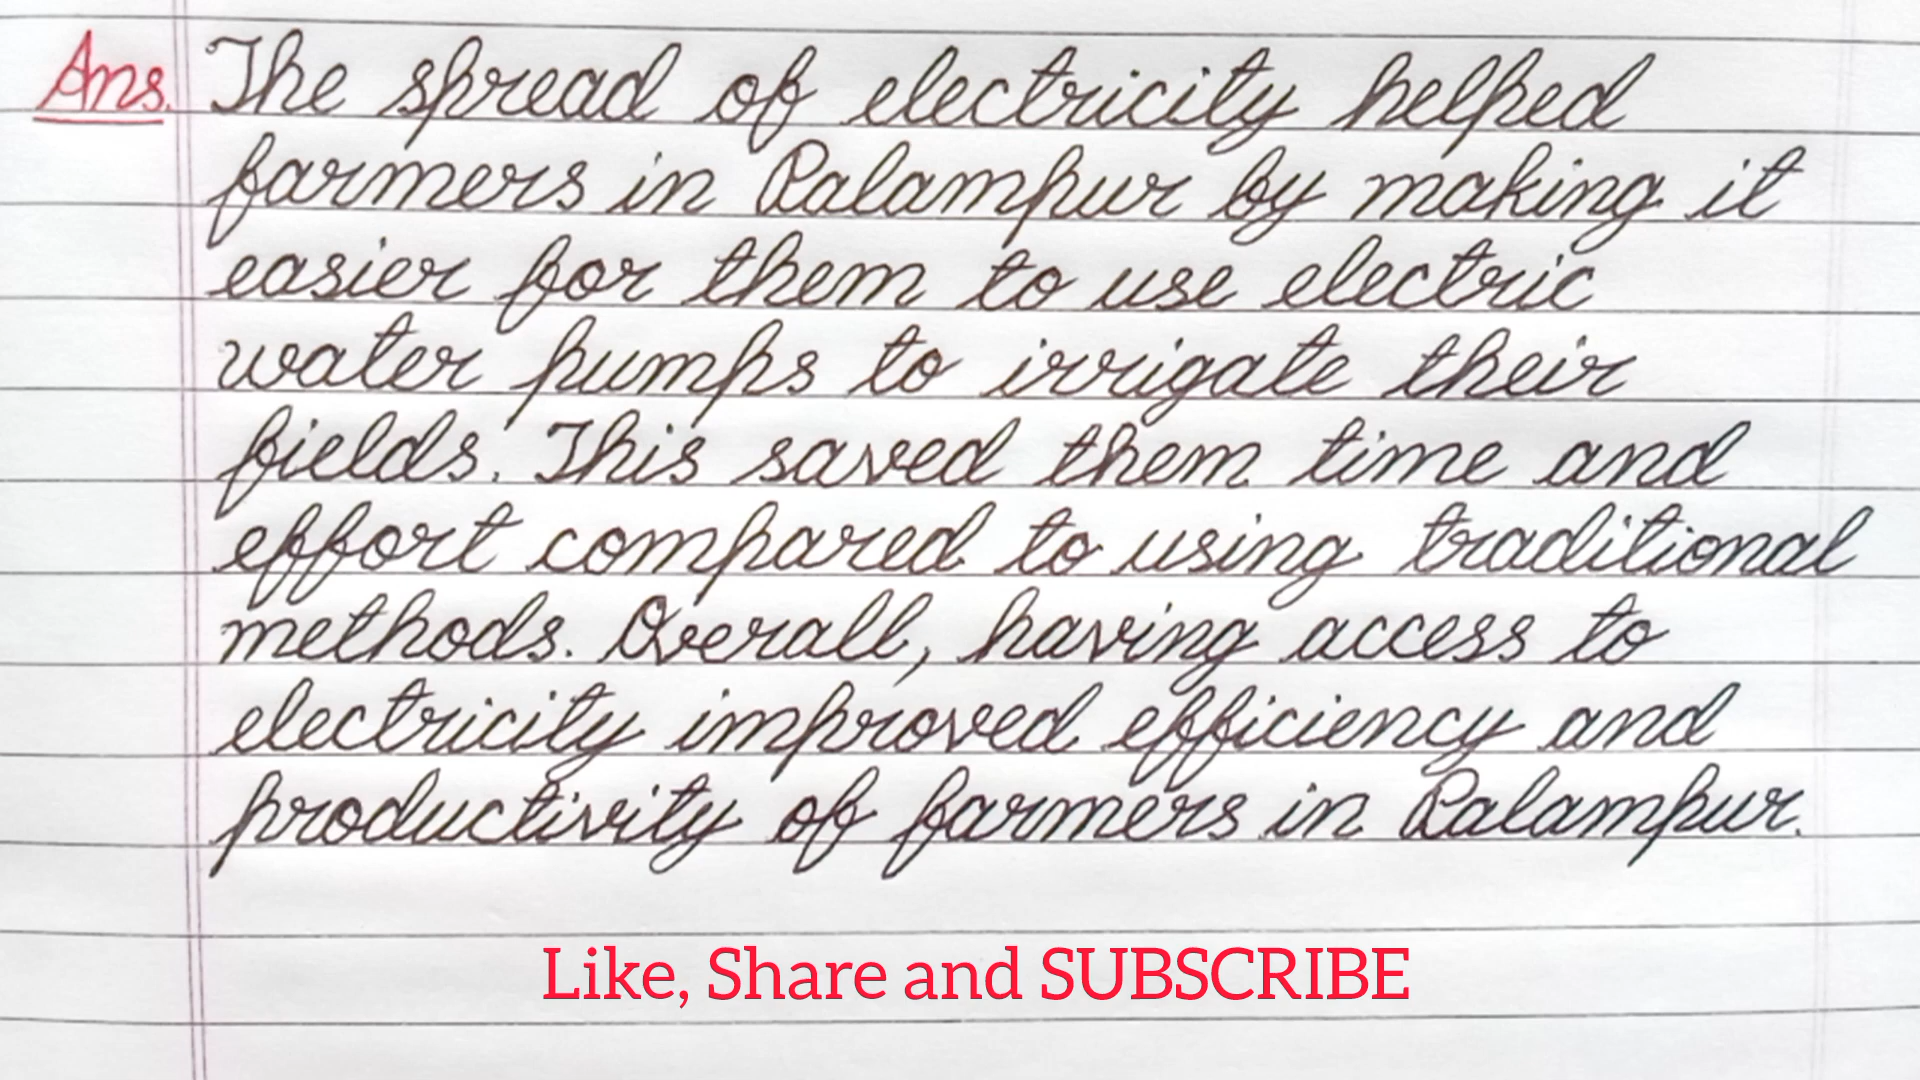 Ans. The spread of electricity helped
farmers in Palampur by making it
easier for them to use electric
water pumps to irrigate their
fields. This saved them time and
effort compared to using traditional
methods. Overall, having access to
electricity improved efficiency and
productivity of farmers in Palampur.
Like, Share and SUBSCRIBE